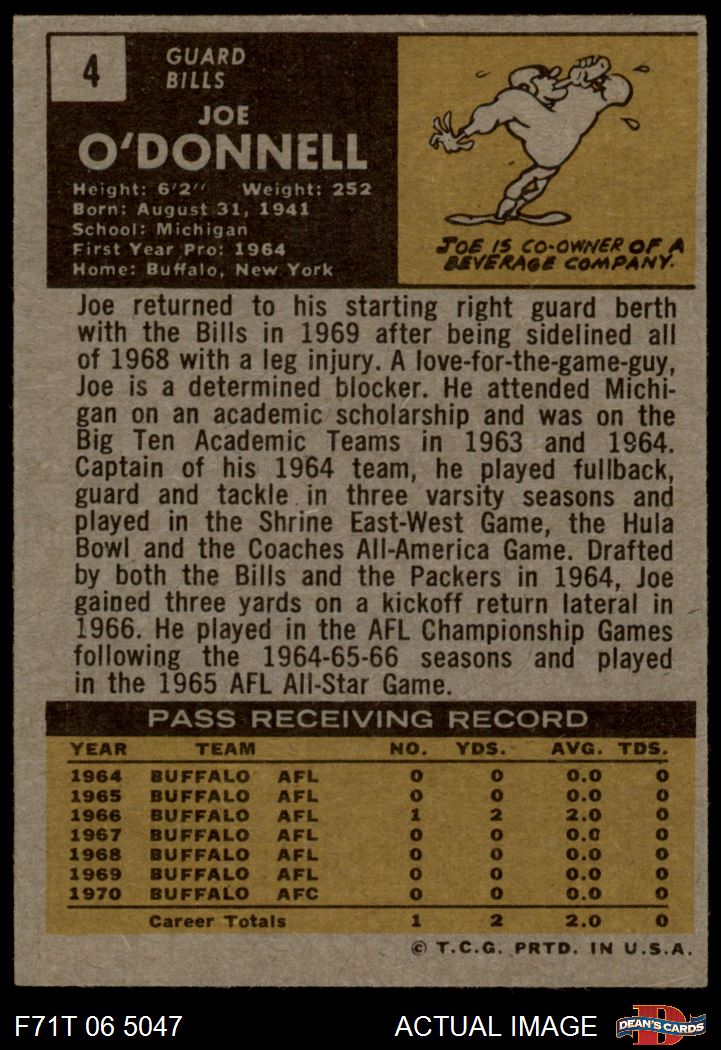 4
GUARD
BILLS
JOE
O'DONNELL
Height: 6'2" Weight: 252
Born: August 31, 1941
School: Michigan
First Year Pro: 1964
Home: Buffalo, New York
JOE IS CO-OWNER OF A
BEVERAGE COMPANY.
Joe returned to his starting right guard berth
with the Bills in 1969 after being sidelined all
of 1968 with a leg injury. A love-for-the-game-guy,
Joe is a determined blocker. He attended Michi-
gan on an academic scholarship and was on the
Big Ten Academic Teams in 1963 and 1964.
Captain of his 1964 team, he played fullback,
guard and tackle in three varsity seasons and
played in the Shrine East-West Game, the Hula
Bowl and the Coaches All-America Game. Drafted
by both the Bills and the Packers in 1964, Joe
gained three yards on a kickoff return lateral in
1966. He played in the AFL Championship Games
following the 1964-65-66 seasons and played
in the 1965 AFL All-Star Game.
PASS RECEIVING RECORD
YEAR TEAM NO. YDS. AVG. TDS.
1964 BUFFALO AFL 0 0 0.0 0
1965 BUFFALO AFL 0 0 0.0 0
1966 BUFFALO AFL 1 2 2.0 0
1967 BUFFALO AFL 0 0 0.0 0
1968 BUFFALO AFL 0 0 0.0 0
1969 BUFFALO AFL 0 0 0.0 0
1970 BUFFALO AFC 0 0 0.0 0
Career Totals 1 2 2.0 0
© T.C.G. PRTD. IN U.S.A.
F71T 06 5047 ACTUAL IMAGE
D
DEAN'S CARDS